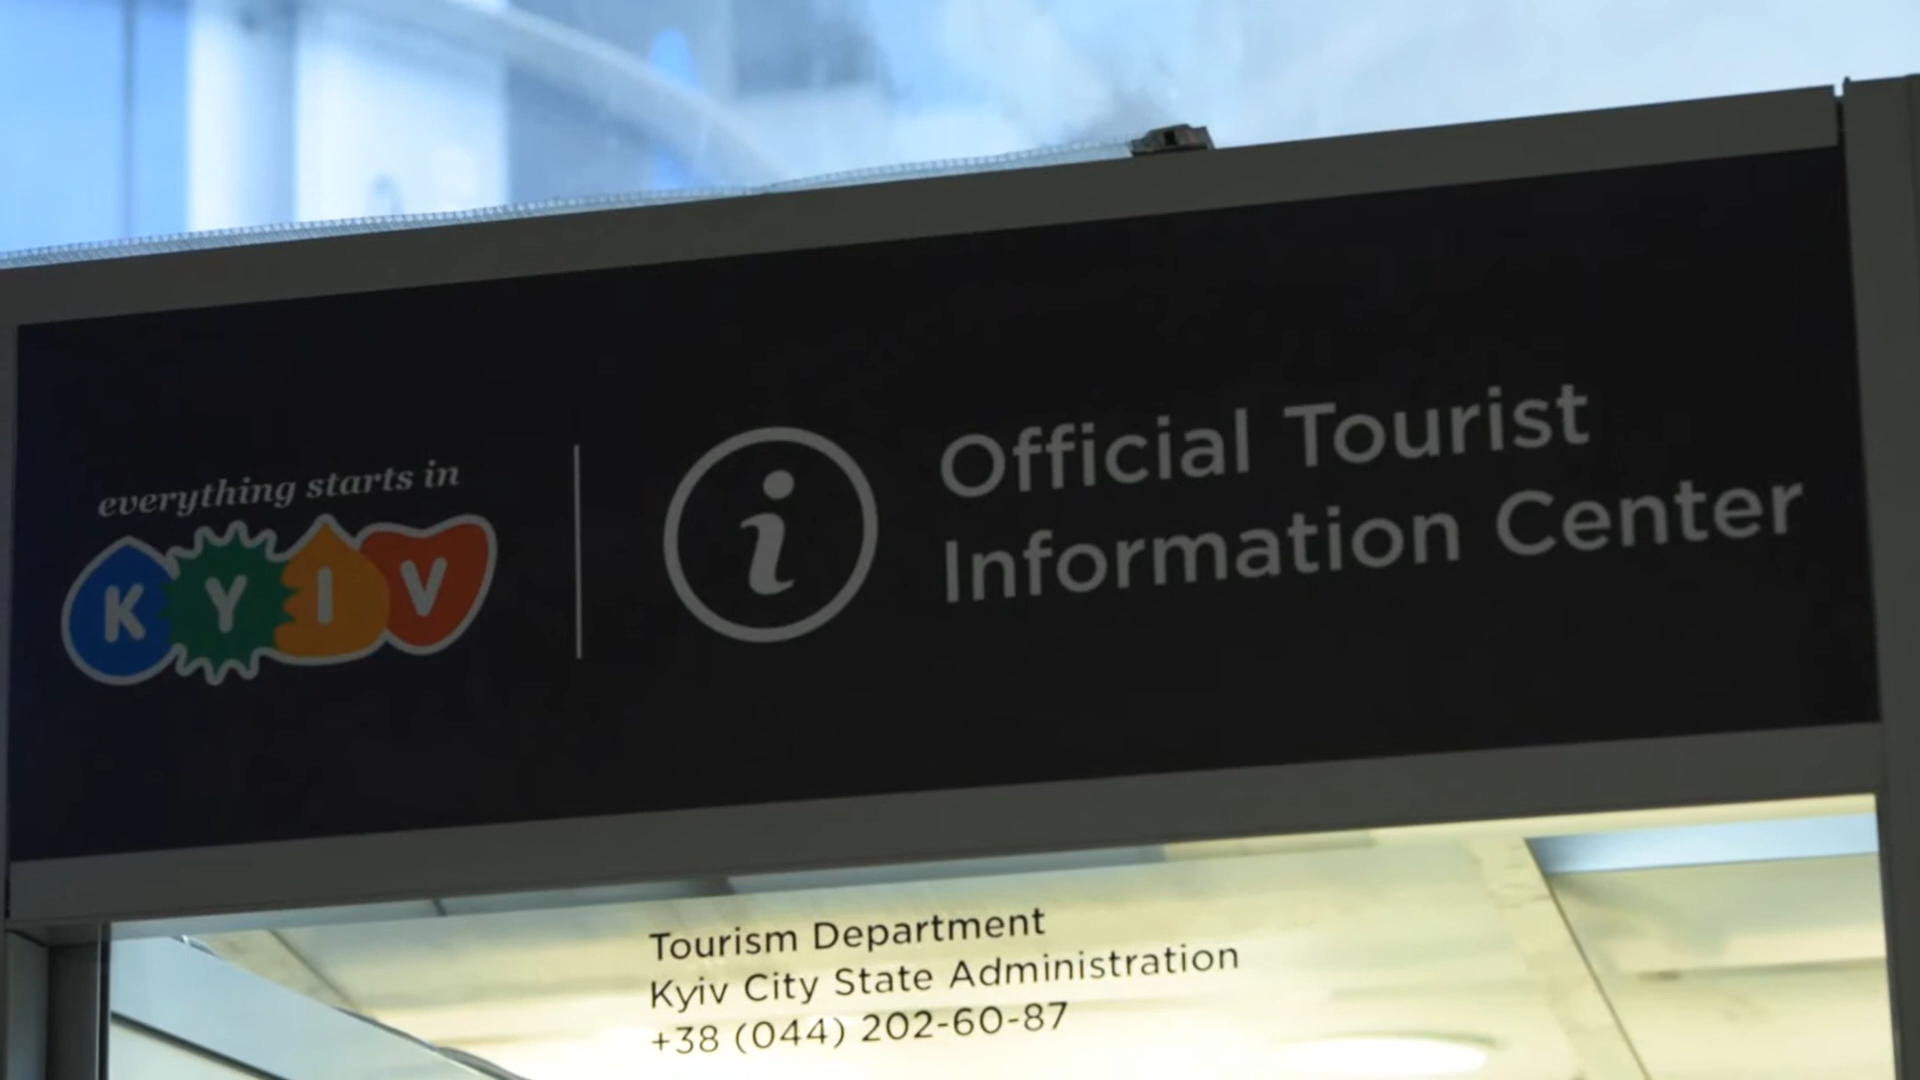 everything starts in
KYIV
i
Official Tourist
Information Center
Tourism Department
Kyiv City State Administration
+38 (044) 202-60-87